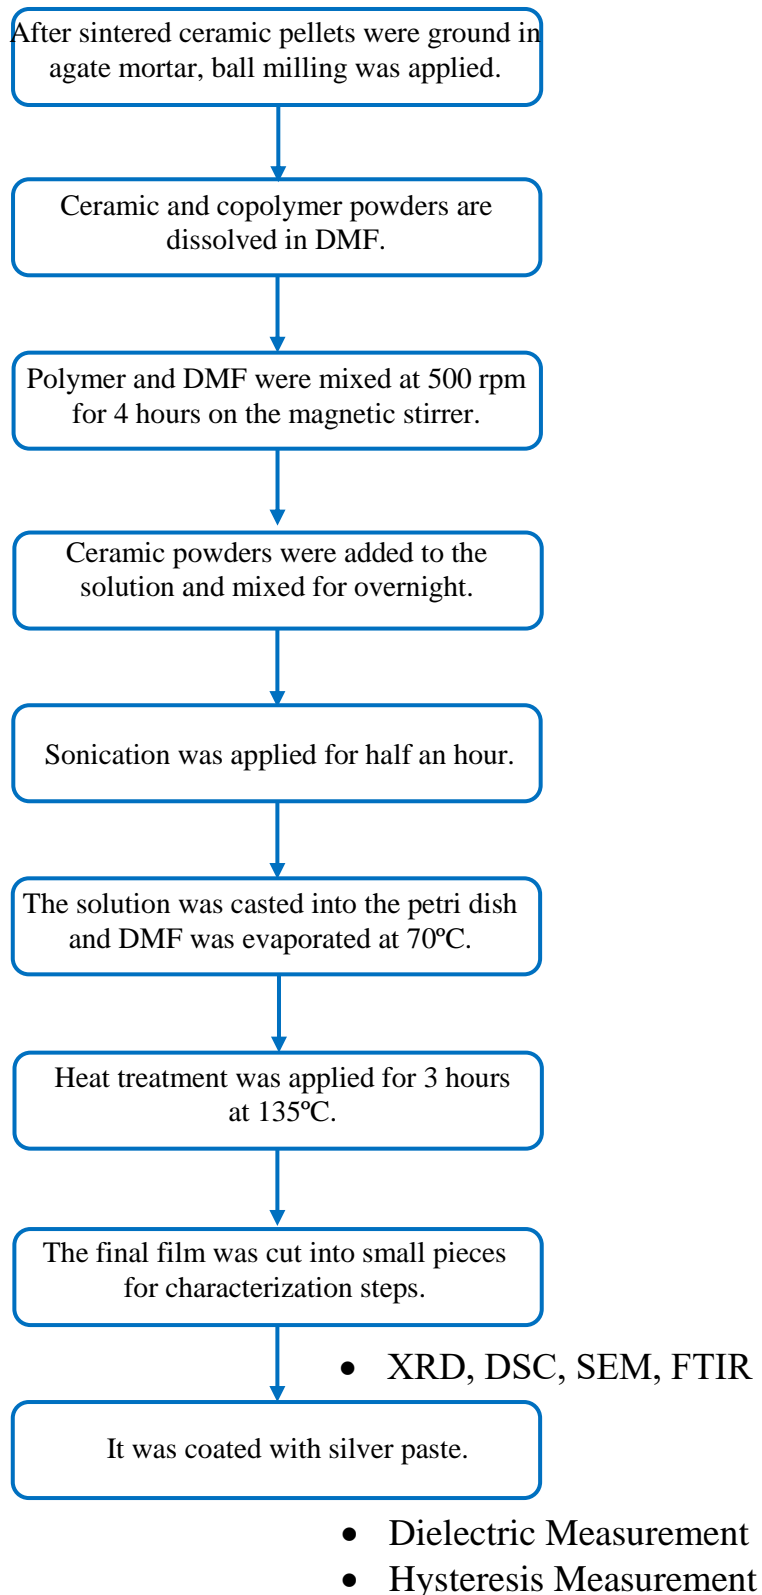 After sintered ceramic pellets were ground in
agate mortar, ball milling was applied.
Ceramic and copolymer powders are
dissolved in DMF.
Polymer and DMF were mixed at 500 rpm
for 4 hours on the magnetic stirrer.
Ceramic powders were added to the
solution and mixed for overnight.
Sonication was applied for half an hour.
The solution was casted into the petri dish
and DMF was evaporated at 70ºC.
Heat treatment was applied for 3 hours
at 135ºC.
The final film was cut into small pieces
for characterization steps.
• XRD, DSC, SEM, FTIR
It was coated with silver paste.
• Dielectric Measurement
• Hysteresis Measurement